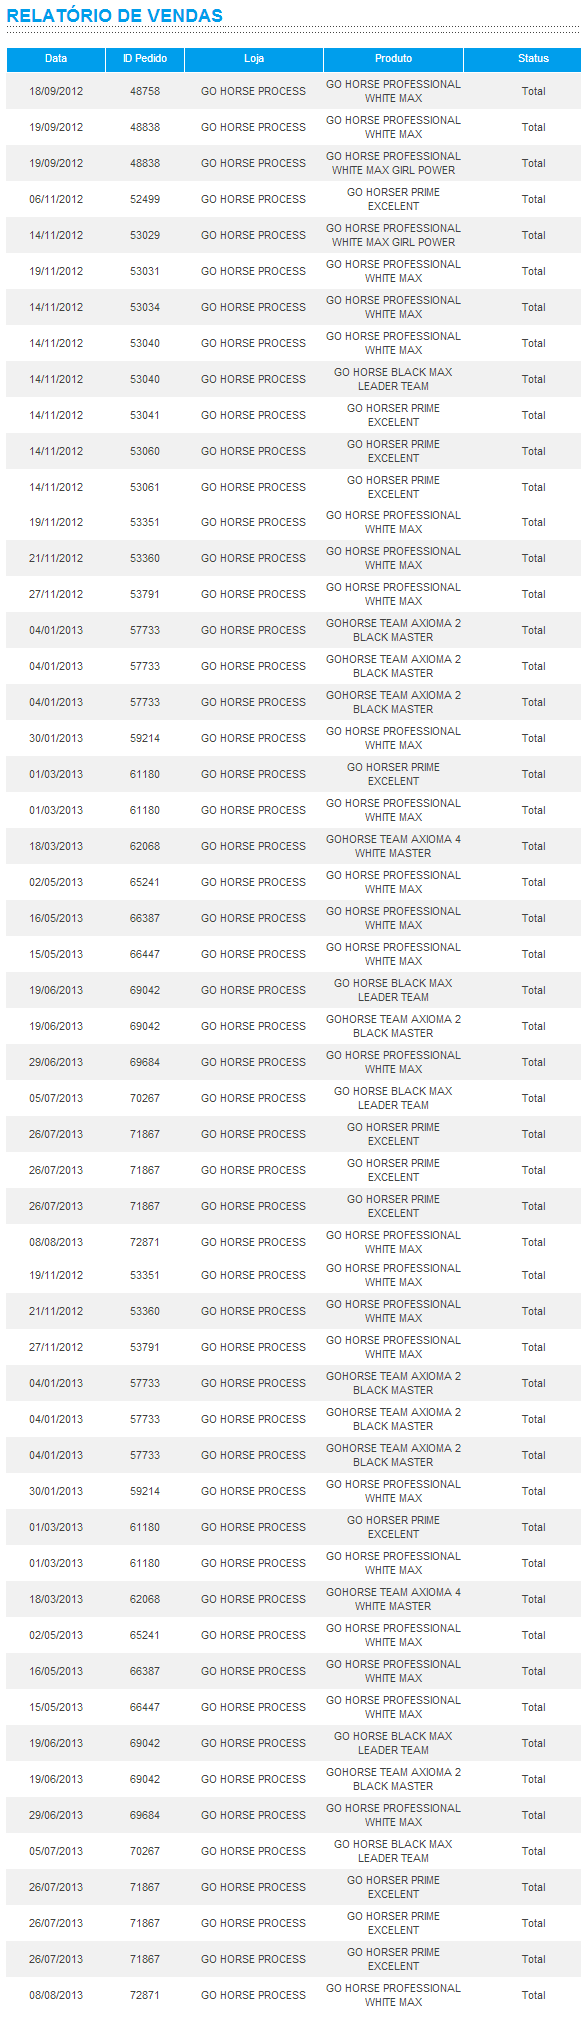 RELATÓRIO DE VENDAS
Data ID Pedido Loja Produto Status
18/09/2012 48758 GO HORSE PROCESS GO HORSE PROFESSIONAL WHITE MAX Total
19/09/2012 48838 GO HORSE PROCESS GO HORSE PROFESSIONAL WHITE MAX Total
19/09/2012 48838 GO HORSE PROCESS GO HORSE PROFESSIONAL WHITE MAX GIRL POWER Total
06/11/2012 52499 GO HORSE PROCESS GO HORSER PRIME EXCELENT Total
14/11/2012 53029 GO HORSE PROCESS GO HORSE PROFESSIONAL WHITE MAX GIRL POWER Total
19/11/2012 53031 GO HORSE PROCESS GO HORSE PROFESSIONAL WHITE MAX Total
14/11/2012 53034 GO HORSE PROCESS GO HORSE PROFESSIONAL WHITE MAX Total
14/11/2012 53040 GO HORSE PROCESS GO HORSE PROFESSIONAL WHITE MAX Total
14/11/2012 53040 GO HORSE PROCESS GO HORSE BLACK MAX LEADER TEAM Total
14/11/2012 53041 GO HORSE PROCESS GO HORSER PRIME EXCELENT Total
14/11/2012 53060 GO HORSE PROCESS GO HORSER PRIME EXCELENT Total
14/11/2012 53061 GO HORSE PROCESS GO HORSER PRIME EXCELENT Total
19/11/2012 53351 GO HORSE PROCESS GO HORSE PROFESSIONAL WHITE MAX Total
21/11/2012 53360 GO HORSE PROCESS GO HORSE PROFESSIONAL WHITE MAX Total
27/11/2012 53791 GO HORSE PROCESS GO HORSE PROFESSIONAL WHITE MAX Total
04/01/2013 57733 GO HORSE PROCESS GOHORSE TEAM AXIOMA 2 BLACK MASTER Total
04/01/2013 57733 GO HORSE PROCESS GOHORSE TEAM AXIOMA 2 BLACK MASTER Total
04/01/2013 57733 GO HORSE PROCESS GOHORSE TEAM AXIOMA 2 BLACK MASTER Total
30/01/2013 59214 GO HORSE PROCESS GO HORSE PROFESSIONAL WHITE MAX Total
01/03/2013 61180 GO HORSE PROCESS GO HORSER PRIME EXCELENT Total
01/03/2013 61180 GO HORSE PROCESS GO HORSE PROFESSIONAL WHITE MAX Total
18/03/2013 62068 GO HORSE PROCESS GOHORSE TEAM AXIOMA 4 WHITE MASTER Total
02/05/2013 65241 GO HORSE PROCESS GO HORSE PROFESSIONAL WHITE MAX Total
16/05/2013 66387 GO HORSE PROCESS GO HORSE PROFESSIONAL WHITE MAX Total
15/05/2013 66447 GO HORSE PROCESS GO HORSE PROFESSIONAL WHITE MAX Total
19/06/2013 69042 GO HORSE PROCESS GO HORSE BLACK MAX LEADER TEAM Total
19/06/2013 69042 GO HORSE PROCESS GOHORSE TEAM AXIOMA 2 BLACK MASTER Total
29/06/2013 69684 GO HORSE PROCESS GO HORSE PROFESSIONAL WHITE MAX Total
05/07/2013 70267 GO HORSE PROCESS GO HORSE BLACK MAX LEADER TEAM Total
26/07/2013 71867 GO HORSE PROCESS GO HORSER PRIME EXCELENT Total
26/07/2013 71867 GO HORSE PROCESS GO HORSER PRIME EXCELENT Total
26/07/2013 71867 GO HORSE PROCESS GO HORSER PRIME EXCELENT Total
08/08/2013 72871 GO HORSE PROCESS GO HORSE PROFESSIONAL WHITE MAX Total
19/11/2012 53351 GO HORSE PROCESS GO HORSE PROFESSIONAL WHITE MAX Total
21/11/2012 53360 GO HORSE PROCESS GO HORSE PROFESSIONAL WHITE MAX Total
27/11/2012 53791 GO HORSE PROCESS GO HORSE PROFESSIONAL WHITE MAX Total
04/01/2013 57733 GO HORSE PROCESS GOHORSE TEAM AXIOMA 2 BLACK MASTER Total
04/01/2013 57733 GO HORSE PROCESS GOHORSE TEAM AXIOMA 2 BLACK MASTER Total
04/01/2013 57733 GO HORSE PROCESS GOHORSE TEAM AXIOMA 2 BLACK MASTER Total
30/01/2013 59214 GO HORSE PROCESS GO HORSE PROFESSIONAL WHITE MAX Total
01/03/2013 61180 GO HORSE PROCESS GO HORSER PRIME EXCELENT Total
01/03/2013 61180 GO HORSE PROCESS GO HORSE PROFESSIONAL WHITE MAX Total
18/03/2013 62068 GO HORSE PROCESS GOHORSE TEAM AXIOMA 4 WHITE MASTER Total
02/05/2013 65241 GO HORSE PROCESS GO HORSE PROFESSIONAL WHITE MAX Total
16/05/2013 66387 GO HORSE PROCESS GO HORSE PROFESSIONAL WHITE MAX Total
15/05/2013 66447 GO HORSE PROCESS GO HORSE PROFESSIONAL WHITE MAX Total
19/06/2013 69042 GO HORSE PROCESS GO HORSE BLACK MAX LEADER TEAM Total
19/06/2013 69042 GO HORSE PROCESS GOHORSE TEAM AXIOMA 2 BLACK MASTER Total
29/06/2013 69684 GO HORSE PROCESS GO HORSE PROFESSIONAL WHITE MAX Total
05/07/2013 70267 GO HORSE PROCESS GO HORSE BLACK MAX LEADER TEAM Total
26/07/2013 71867 GO HORSE PROCESS GO HORSER PRIME EXCELENT Total
26/07/2013 71867 GO HORSE PROCESS GO HORSER PRIME EXCELENT Total
26/07/2013 71867 GO HORSE PROCESS GO HORSER PRIME EXCELENT Total
08/08/2013 72871 GO HORSE PROCESS GO HORSE PROFESSIONAL WHITE MAX Total